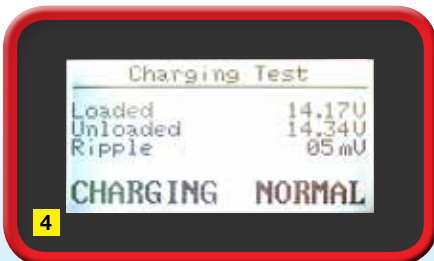 Charging Test
Loaded 14.17V
Unloaded 14.34V
Ripple 05mV
CHARGING NORMAL
4